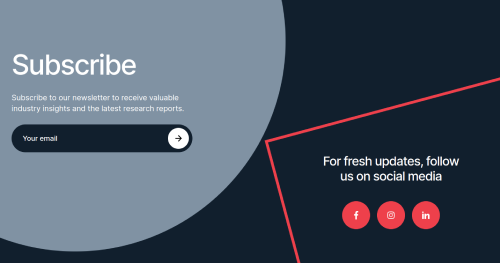 Subscribe
Subscribe to our newsletter to receive valuable
industry insights and the latest research reports.
Your email
For fresh updates, follow
us on social media